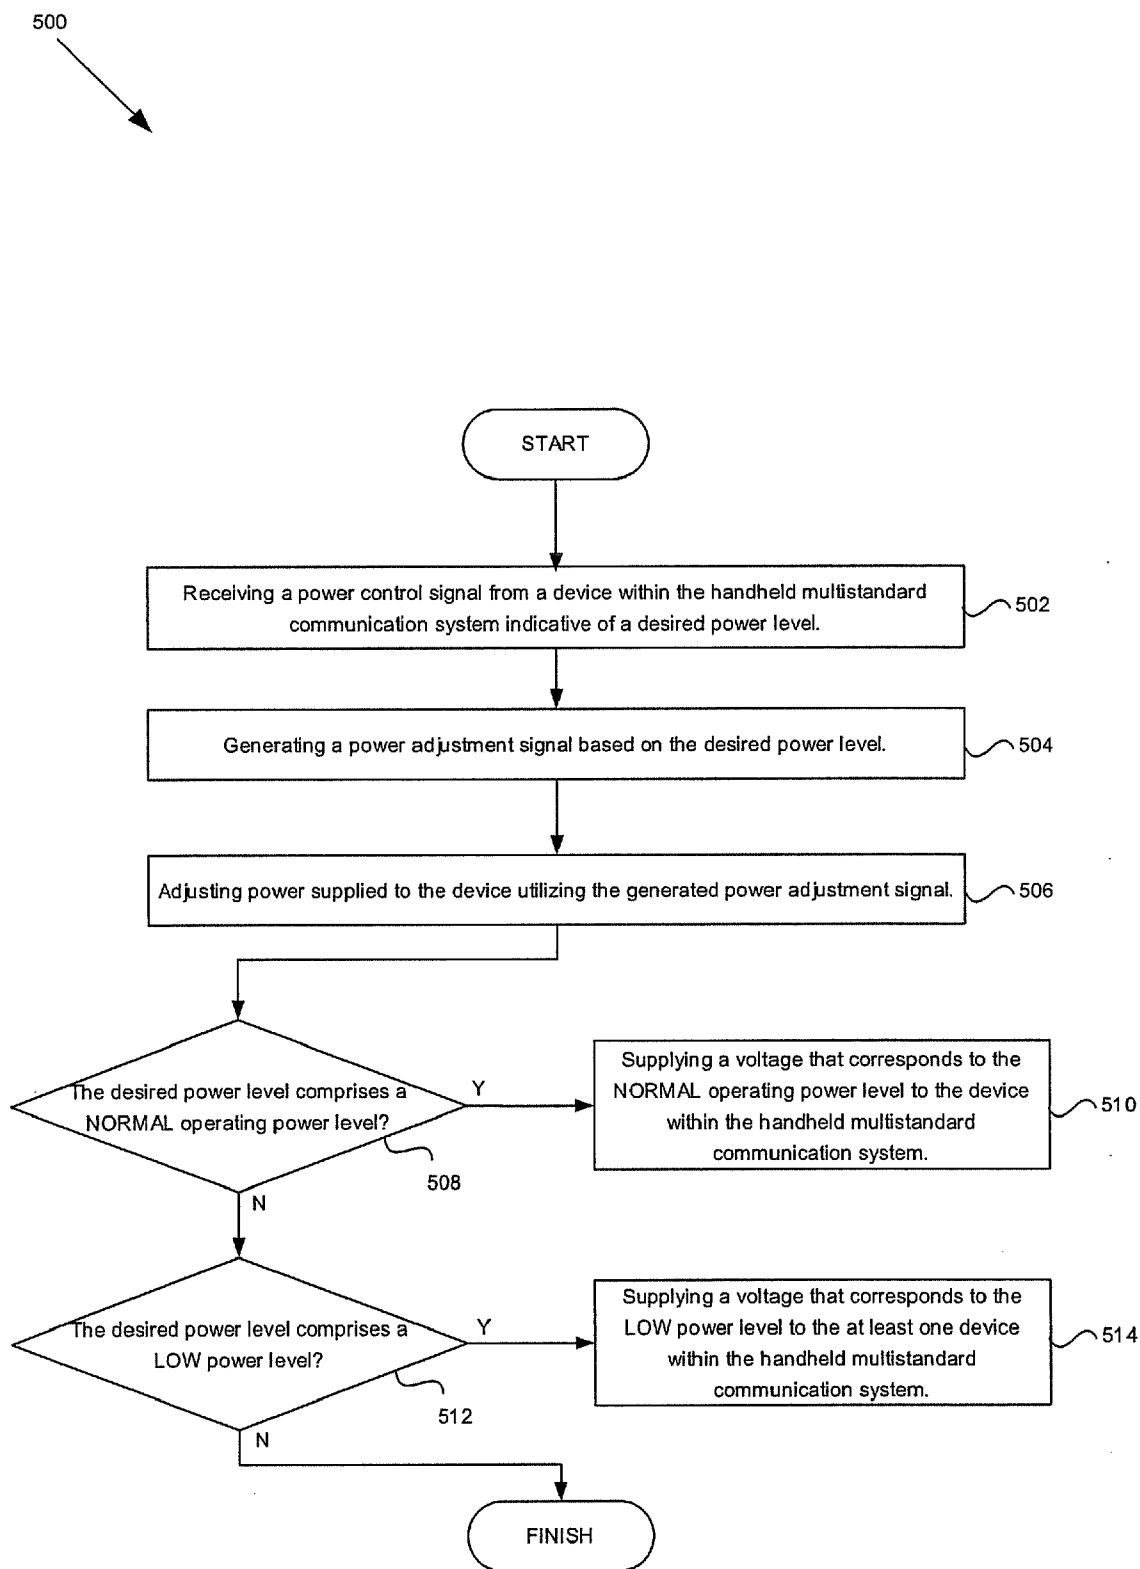 500
START
Receiving a power control signal from a device within the handheld multistandard
communication system indicative of a desired power level.
502
Generating a power adjustment signal based on the desired power level.
504
Adjusting power supplied to the device utilizing the generated power adjustment signal.
506
The desired power level comprises a
NORMAL operating power level?
Y
508
N
Supplying a voltage that corresponds to the
NORMAL operating power level to the device
within the handheld multistandard
communication system.
510
The desired power level comprises a
LOW power level?
Y
512
N
Supplying a voltage that corresponds to the
LOW power level to the at least one device
within the handheld multistandard
communication system.
514
FINISH